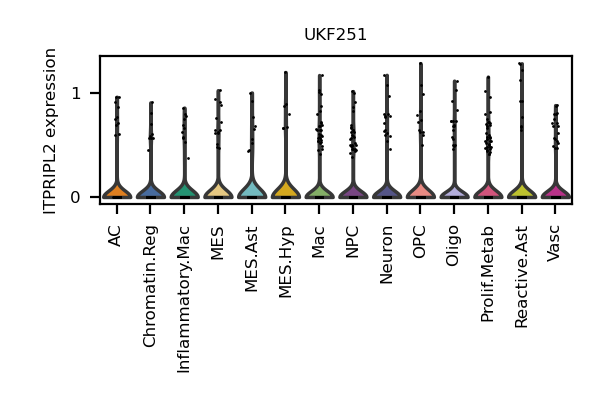 UKF251
ITPRIPL2 expression
1
0
AC
Chromatin.Reg
Inflammatory.Mac
MES
MES.Ast
MES.Hyp
Mac
NPC
Neuron
OPC
Oligo
Prolif.Metab
Reactive.Ast
Vasc